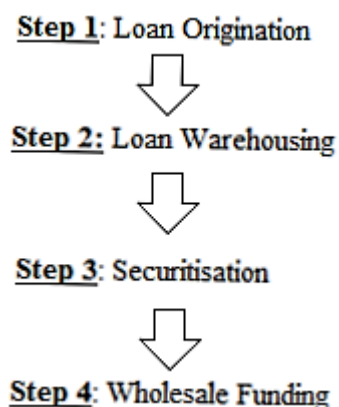 Step 1: Loan Origination
Step 2: Loan Warehousing
Step 3: Securitisation
Step 4: Wholesale Funding